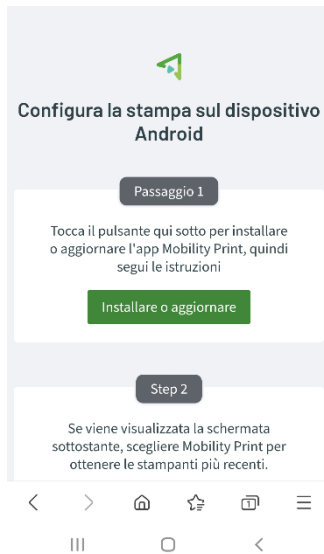 Configura la stampa sul dispositivo
Android
Passaggio 1
Tocca il pulsante qui sotto per installare
o aggiornare l'app Mobility Print, quindi
segui le istruzioni
Installare o aggiornare
Step 2
Se viene visualizzata la schermata
sottostante, scegliere Mobility Print per
ottenere le stampanti più recenti.
1